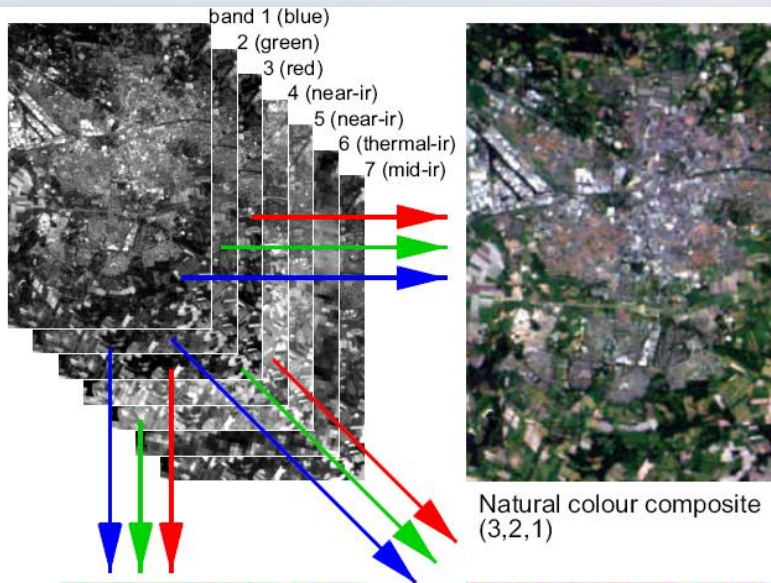 band 1 (blue)
2 (green)
3 (red)
4 (near-ir)
5 (near-ir)
6 (thermal-ir)
7 (mid-ir)
Natural colour composite
(3,2,1)